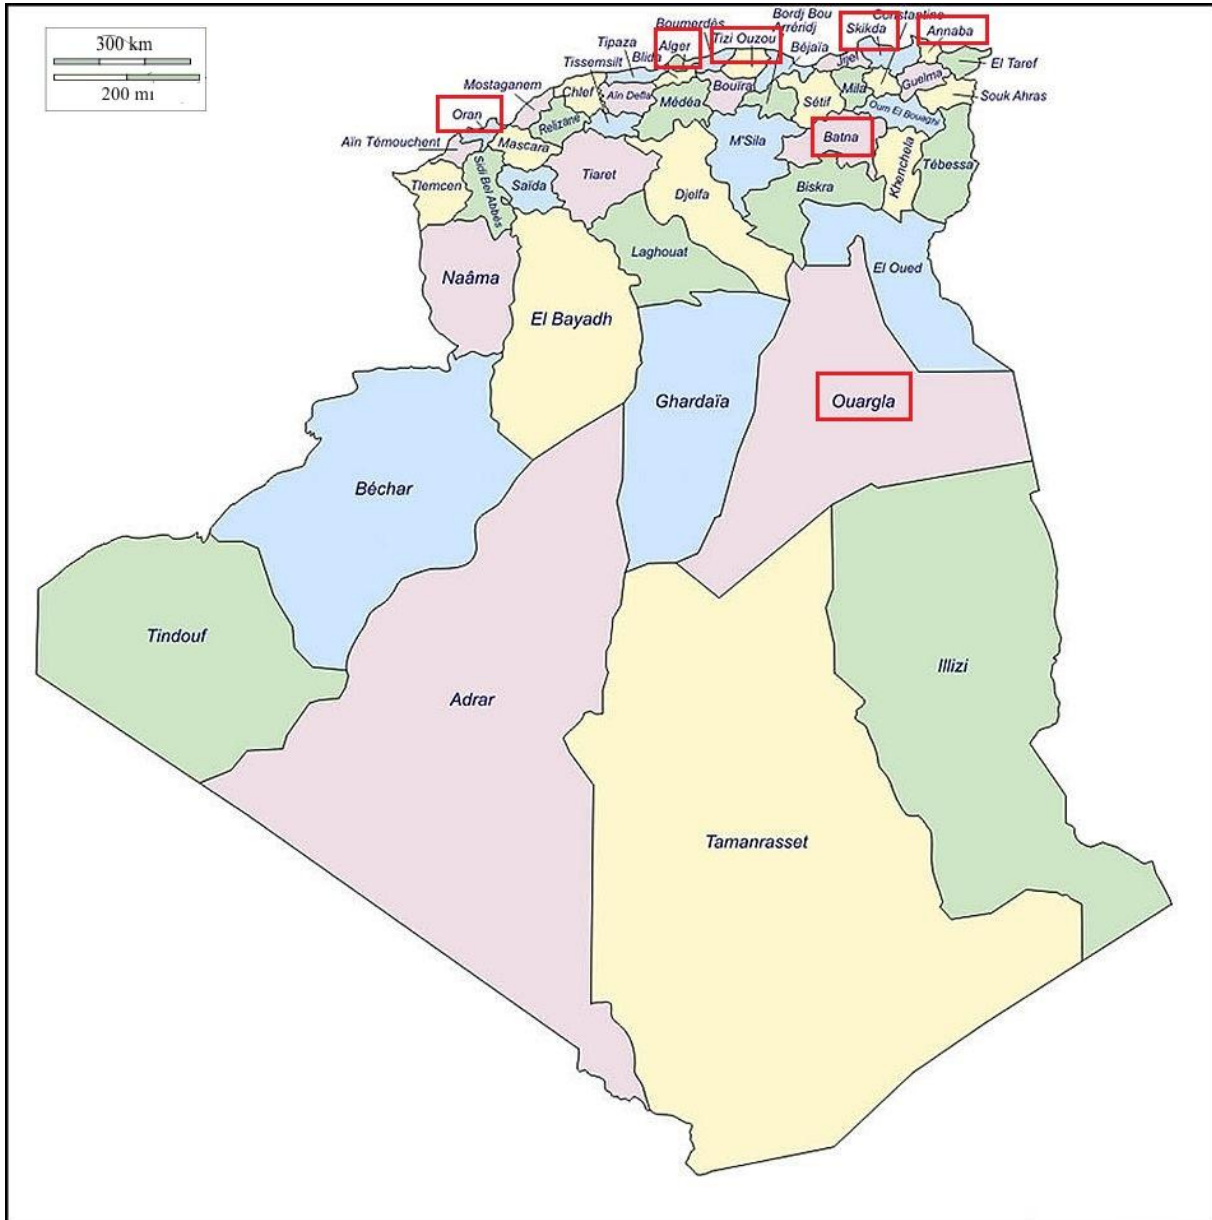 300 km
200 mi
Bordj Bou
Arréridj
Constantine
Boumerdès
Skikda
Annaba
Tizi Ouzou
Tipaza
Alger
Béjaïa
Blida
Jijel
Tissemsilt
El Taref
Mostaganem
Chlef
Aïn Defla
Bouira
Mila
Guelma
Médéa
Sétif
Souk Ahras
Oran
Relizane
Oum El Bouaghi
Aïn Témouchent
Mascara
M'Sila
Batna
Khenchela
Tébessa
Tlemcen
Sidi Bel Abbès
Saïda
Tiaret
Djelfa
Biskra
Laghouat
El Oued
Naâma
El Bayadh
Ghardaïa
Ouargla
Béchar
Tindouf
Illizi
Adrar
Tamanrasset